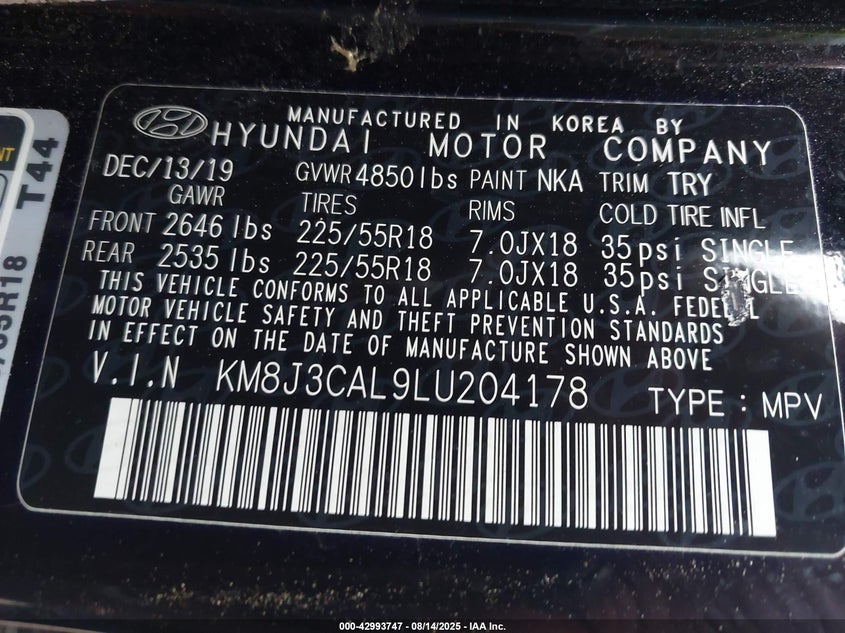 MANUFACTURED IN KOREA BY
HYUNDAI MOTOR COMPANY
DEC/13/19 GVWR 4850lbs PAINT NKA TRIM TRY
GAWR TIRES RIMS COLD TIRE INFL
FRONT 2646 lbs 225/55R18 7.0JX18 35psi SINGLE
REAR 2535 lbs 225/55R18 7.0JX18 35psi SINGLE
THIS VEHICLE CONFORMS TO ALL APPLICABLE U.S.A. FEDERAL
MOTOR VEHICLE SAFETY AND THEFT PREVENTION STANDARDS
IN EFFECT ON THE DATE OF MANUFACTURE SHOWN ABOVE
V.I.N KM8J3CAL9LU204178 TYPE : MPV
T44
000-42993747 - 08/14/2025 - IAA Inc.